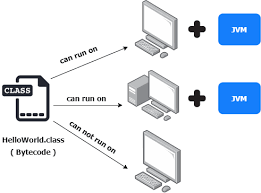 can run on
JVM
CLASS
can run on
JVM
can not run on
HelloWorld.class
( Bytecode )